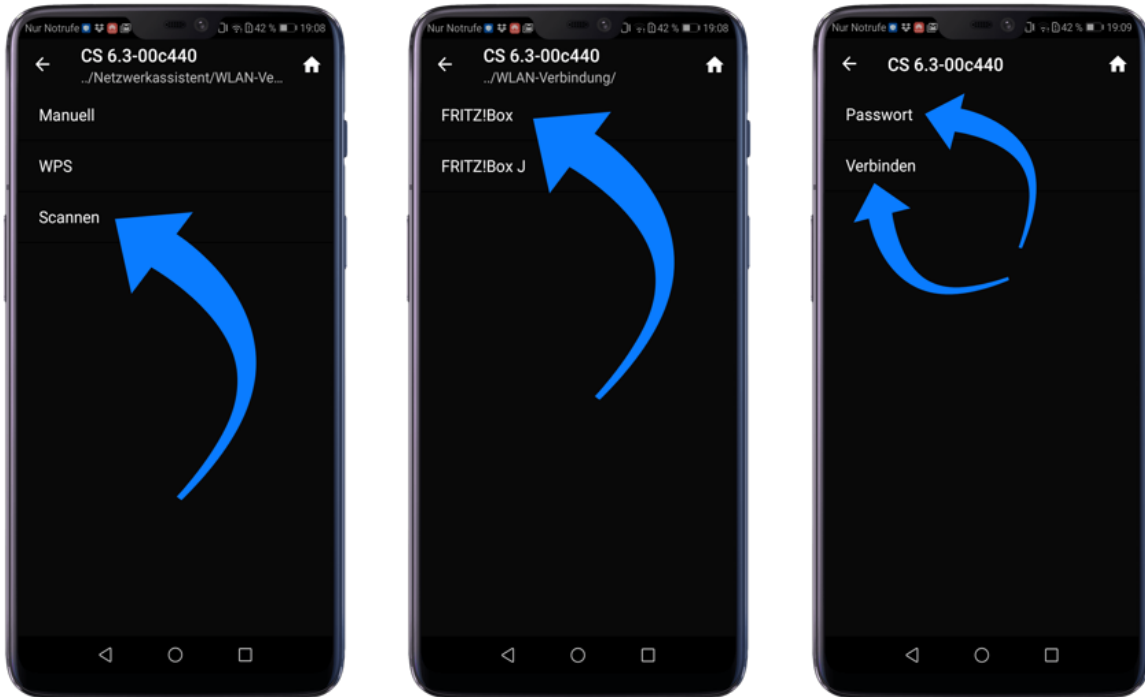 Nur Notrufe 42 % 19:08
CS 6.3-00c440
../Netzwerkassistent/WLAN-Ve...
Manuell
WPS
Scannen
Nur Notrufe 42 % 19:08
CS 6.3-00c440
../WLAN-Verbindung/
FRITZ!Box
FRITZ!Box J
Nur Notrufe 42 % 19:09
CS 6.3-00c440
Passwort
Verbinden